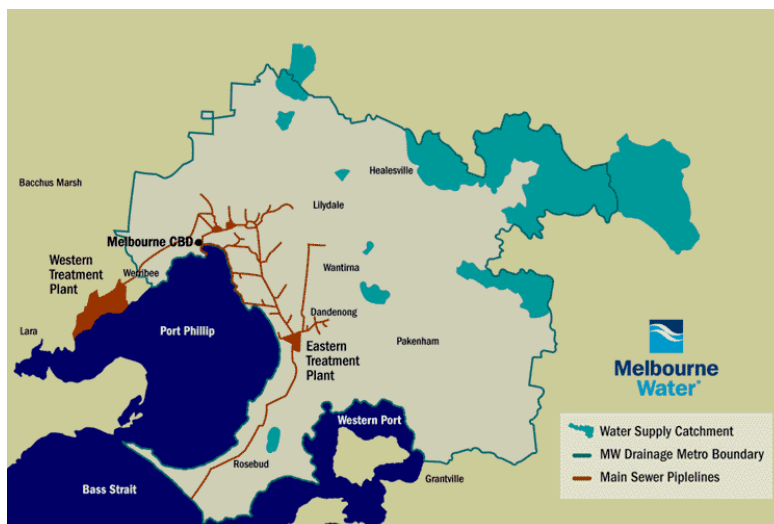 Bacchus Marsh
Healesville
Lilydale
Melbourne CBD
Western
Treatment
Plant
Werribee
Wantirna
Lara
Port Phillip
Dandenong
Eastern
Treatment
Plant
Pakenham
Melbourne
Water
Western Port
Rosebud
Grantville
Bass Strait
Water Supply Catchment
MW Drainage Metro Boundary
Main Sewer Piplelines